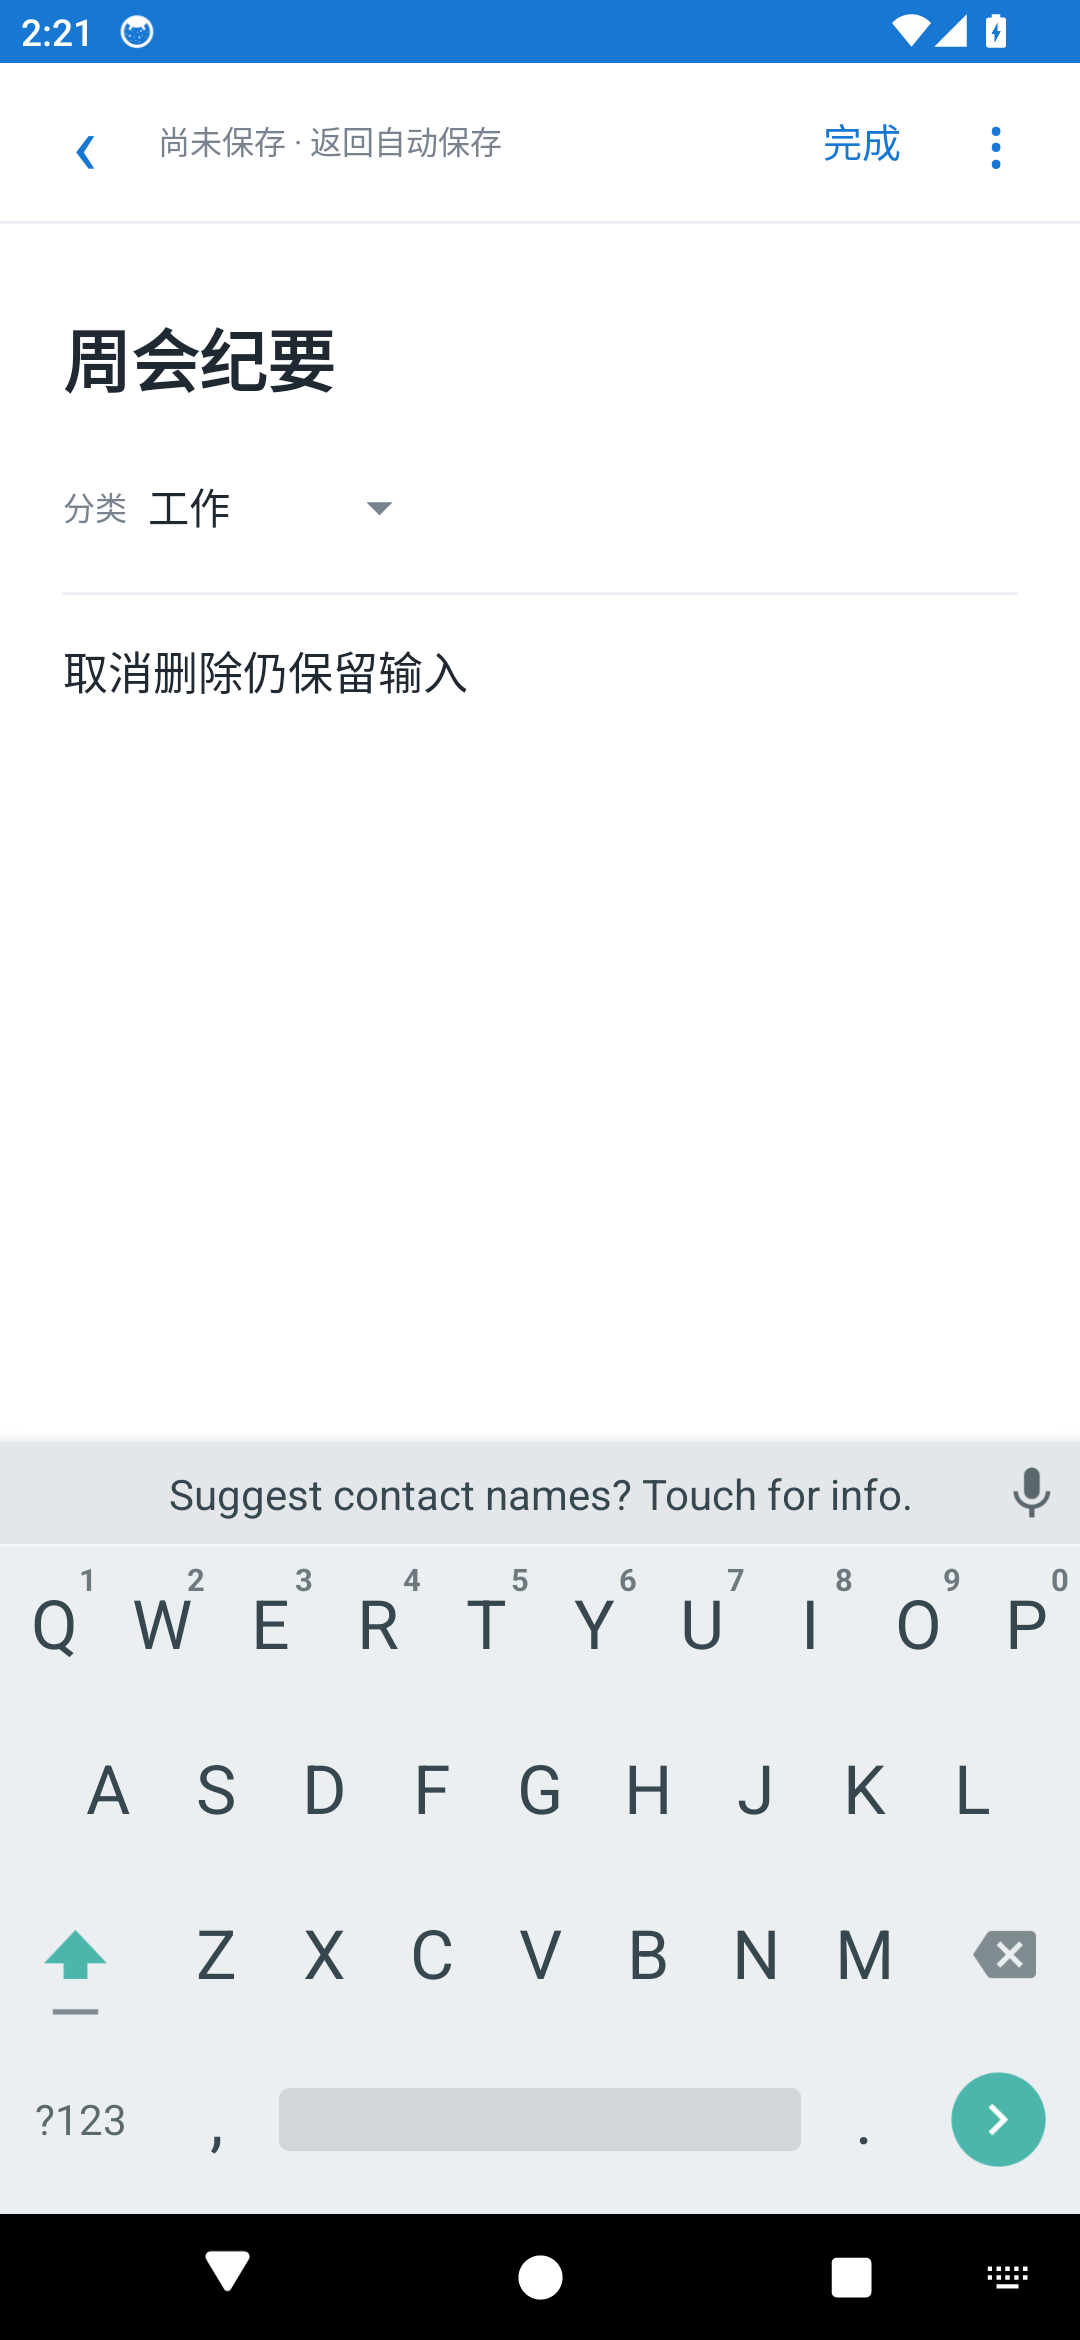 2:21
尚未保存 · 返回自动保存
完成
周会纪要
分类 工作
取消删除仍保留输入
Suggest contact names? Touch for info.
1 2 3 4 5 6 7 8 9 0
Q W E R T Y U I O P
A S D F G H J K L
Z X C V B N M
?123 , .